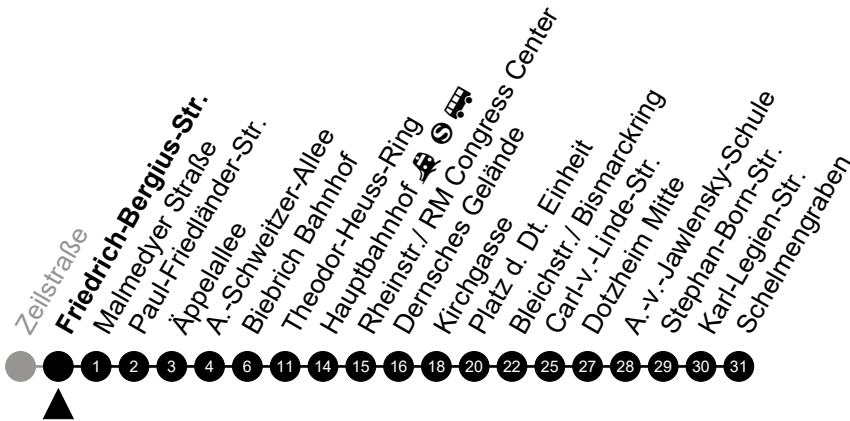 Zeilstraße
Friedrich-Bergius-Str.
Malmedyer Straße
Paul-Friedländer-Str.
Äppelallee
A.-Schweitzer-Allee
Biebrich Bahnhof
Theodor-Heuss-Ring
Hauptbahnhof S
Rheinstr./ RM Congress Center
Dernsches Gelände
Kirchgasse
Platz d. Dt. Einheit
Bleichstr./ Bismarckring
Carl-v.-Linde-Str.
Dotzheim Mitte
A.-v.-Jawlensky-Schule
Stephan-Born-Str.
Karl-Legien-Str.
Schelmengraben
1 2 3 4 6 11 14 15 16 18 20 22 25 27 28 29 30 31